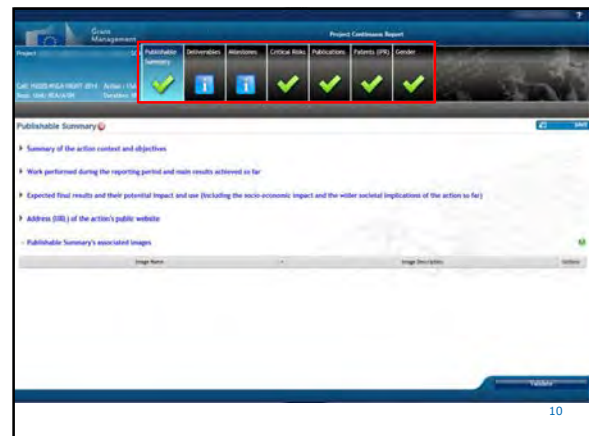 ?
Grant
Management
Project Continuous Report
Project
Publishable Summary
Deliverables
Milestones
Critical Risks
Publications
Patents (IPR)
Gender
Publishable Summary
SAVE
Summary of the action context and objectives
Work performed during the reporting period and main results achieved so far
Expected final results and their potential impact and use (including the socio-economic impact and the wider societal implications of the action so far)
Address (URL) of the action's public website
Publishable Summary's associated images
Image Name
Image Description
Actions
Validate
10